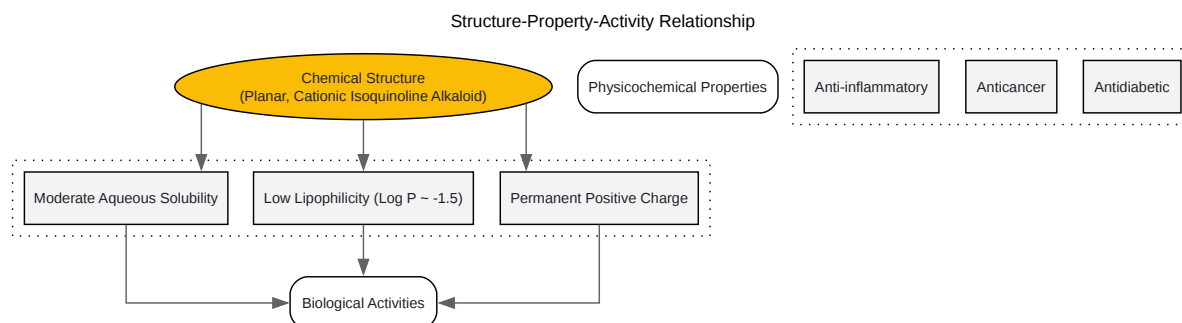 Structure-Property-Activity Relationship
Chemical Structure
(Planar, Cationic Isoquinoline Alkaloid)
Physicochemical Properties
Anti-inflammatory
Anticancer
Antidiabetic
Moderate Aqueous Solubility
Low Lipophilicity (Log P ~ -1.5)
Permanent Positive Charge
Biological Activities